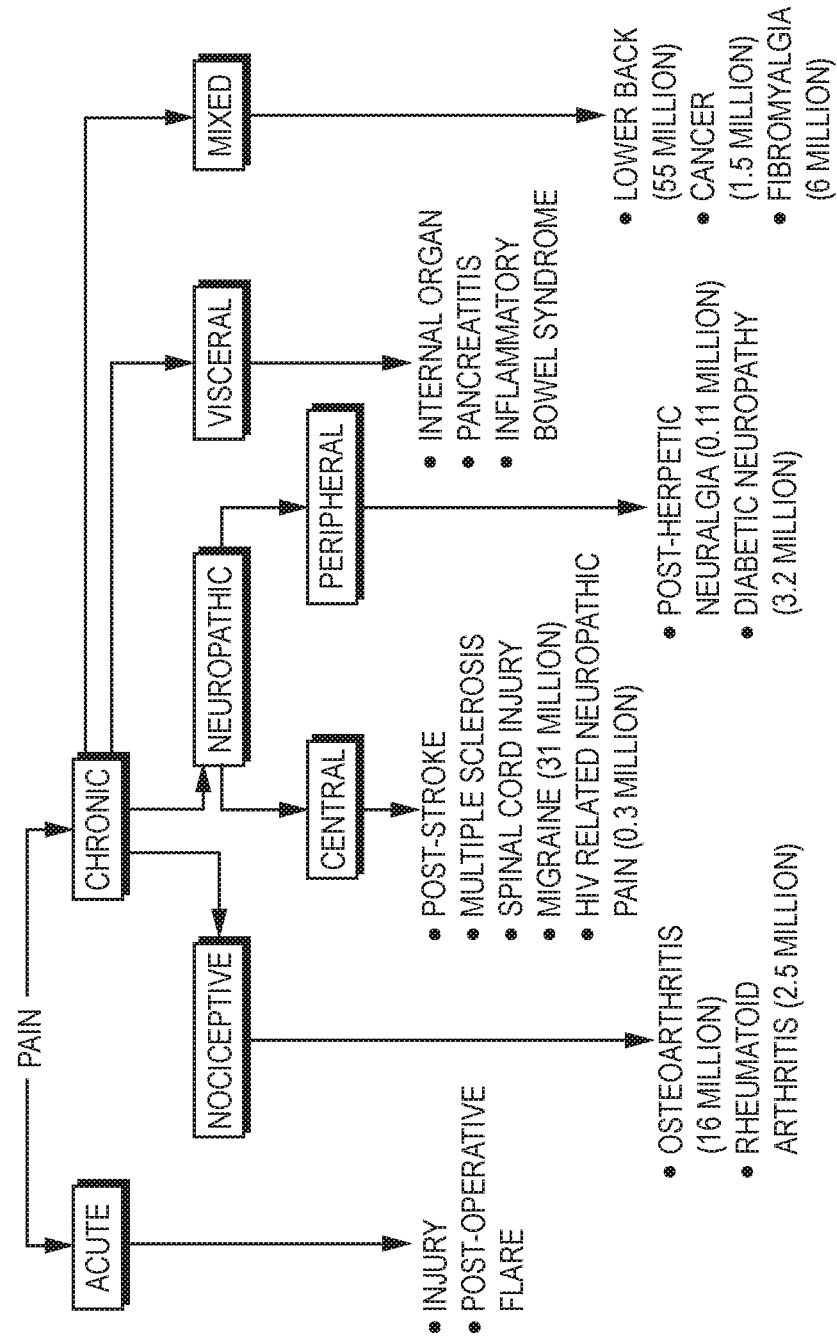 PAIN
ACUTE
CHRONIC
NOCICEPTIVE
NEUROPATHIC
VISCERAL
MIXED
CENTRAL
PERIPHERAL
• INJURY
• POST-OPERATIVE
FLARE
• OSTEOARTHRITIS
(16 MILLION)
• RHEUMATOID
ARTHRITIS (2.5 MILLION)
• POST-STROKE
• MULTIPLE SCLEROSIS
• SPINAL CORD INJURY
• MIGRAINE (31 MILLION)
• HIV RELATED NEUROPATHIC
PAIN (0.3 MILLION)
• POST-HERPETIC
NEURALGIA (0.11 MILLION)
• DIABETIC NEUROPATHY
(3.2 MILLION)
• INTERNAL ORGAN
• PANCREATITIS
• INFLAMMATORY
BOWEL SYNDROME
• LOWER BACK
(55 MILLION)
• CANCER
(1.5 MILLION)
• FIBROMYALGIA
(6 MILLION)